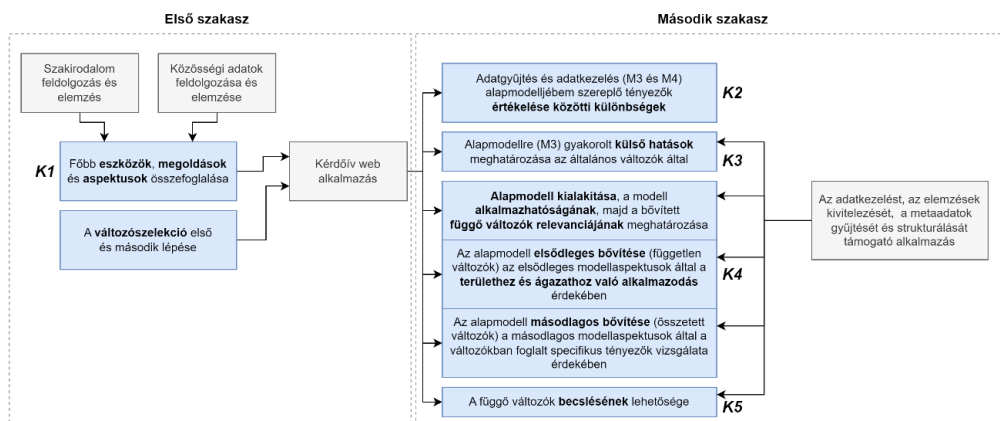 Első szakasz
Szakirodalom
feldolgozás és
elemzés
Közösségi adatok
feldolgozása és
elemzése
K1
Főbb eszközök, megoldások
és aspektusok összefoglalása
A változószelekció első
és második lépése
Kérdőív web
alkalmazás
Második szakasz
Adatgyűjtés és adatkezelés (M3 és M4)
alapmodelljébem szereplő tényezők
értékelése közötti különbségek
K2
Alapmodellre (M3) gyakorolt külső hatások
meghatározása az általános változók által
K3
Alapmodell kialakítása, a modell
alkalmazhatóságának, majd a bővített
függő változók relevanciájának meghatározása
Az alapmodell elsődleges bővítése (független
változók) az elsődleges modellaspektusok által a
területhez és ágazathoz való alkalmazodás
érdekében
K4
Az alapmodell másodlagos bővítése (összetett
változók) a másodlagos modellaspektusok által a
változókban foglalt specifikus tényezők vizsgálata
érdekében
A függő változók becslésének lehetősége
K5
Az adatkezelést, az elemzések
kivitelezését, a metaadatok
gyűjtését és strukturálását
támogató alkalmazás